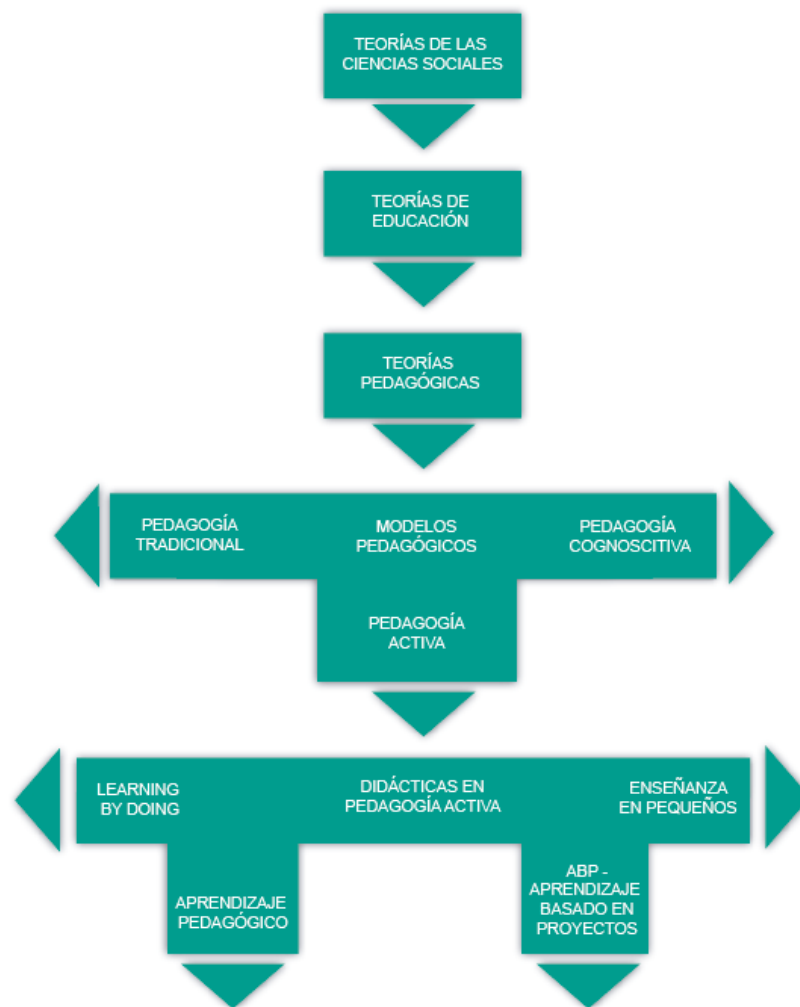 TEORÍAS DE LAS
CIENCIAS SOCIALES
TEORÍAS DE
EDUCACIÓN
TEORÍAS
PEDAGÓGICAS
PEDAGOGÍA
TRADICIONAL
MODELOS
PEDAGÓGICOS
PEDAGOGÍA
COGNOSCITIVA
PEDAGOGÍA
ACTIVA
LEARNING
BY DOING
DIDÁCTICAS EN
PEDAGOGÍA ACTIVA
ENSEÑANZA
EN PEQUEÑOS
APRENDIZAJE
PEDAGÓGICO
ABP -
APRENDIZAJE
BASADO EN
PROYECTOS